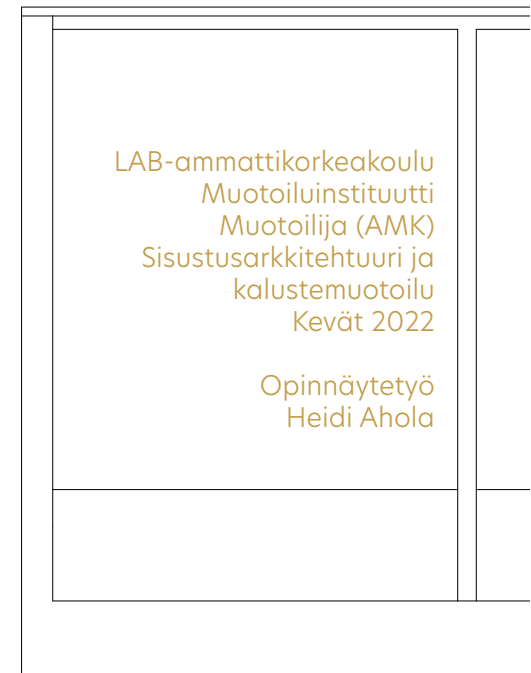 LAB-ammattikorkeakoulu
Muotoiluinstituutti
Muotoilija (AMK)
Sisustusarkkitehtuuri ja
kalustemuotoilu
Kevät 2022
Opinnäytetyö
Heidi Ahola